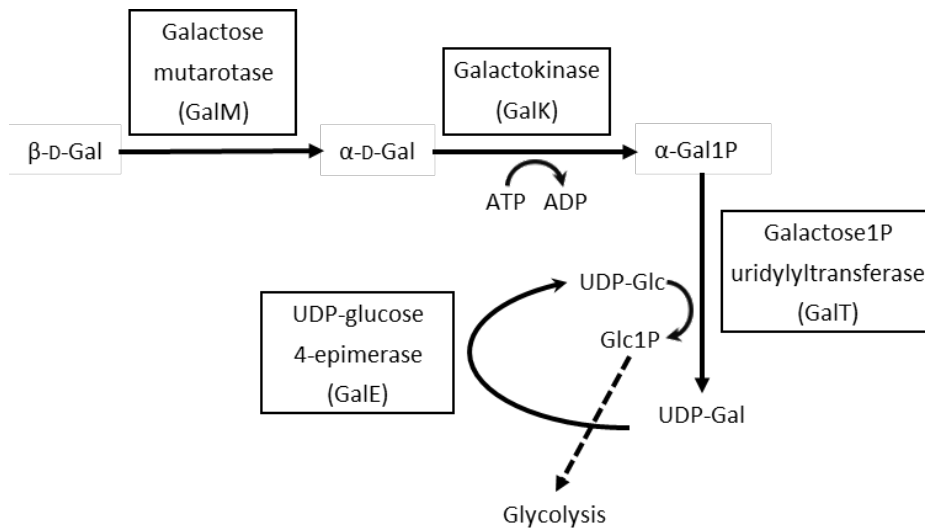 Galactose
mutarotase
(GalM)
Galactokinase
(GalK)
β-D-Gal
α-D-Gal
α-Gal1P
ATP
ADP
Galactose1P
uridylyltransferase
(GalT)
UDP-glucose
4-epimerase
(GalE)
UDP-Glc
Glc1P
UDP-Gal
Glycolysis